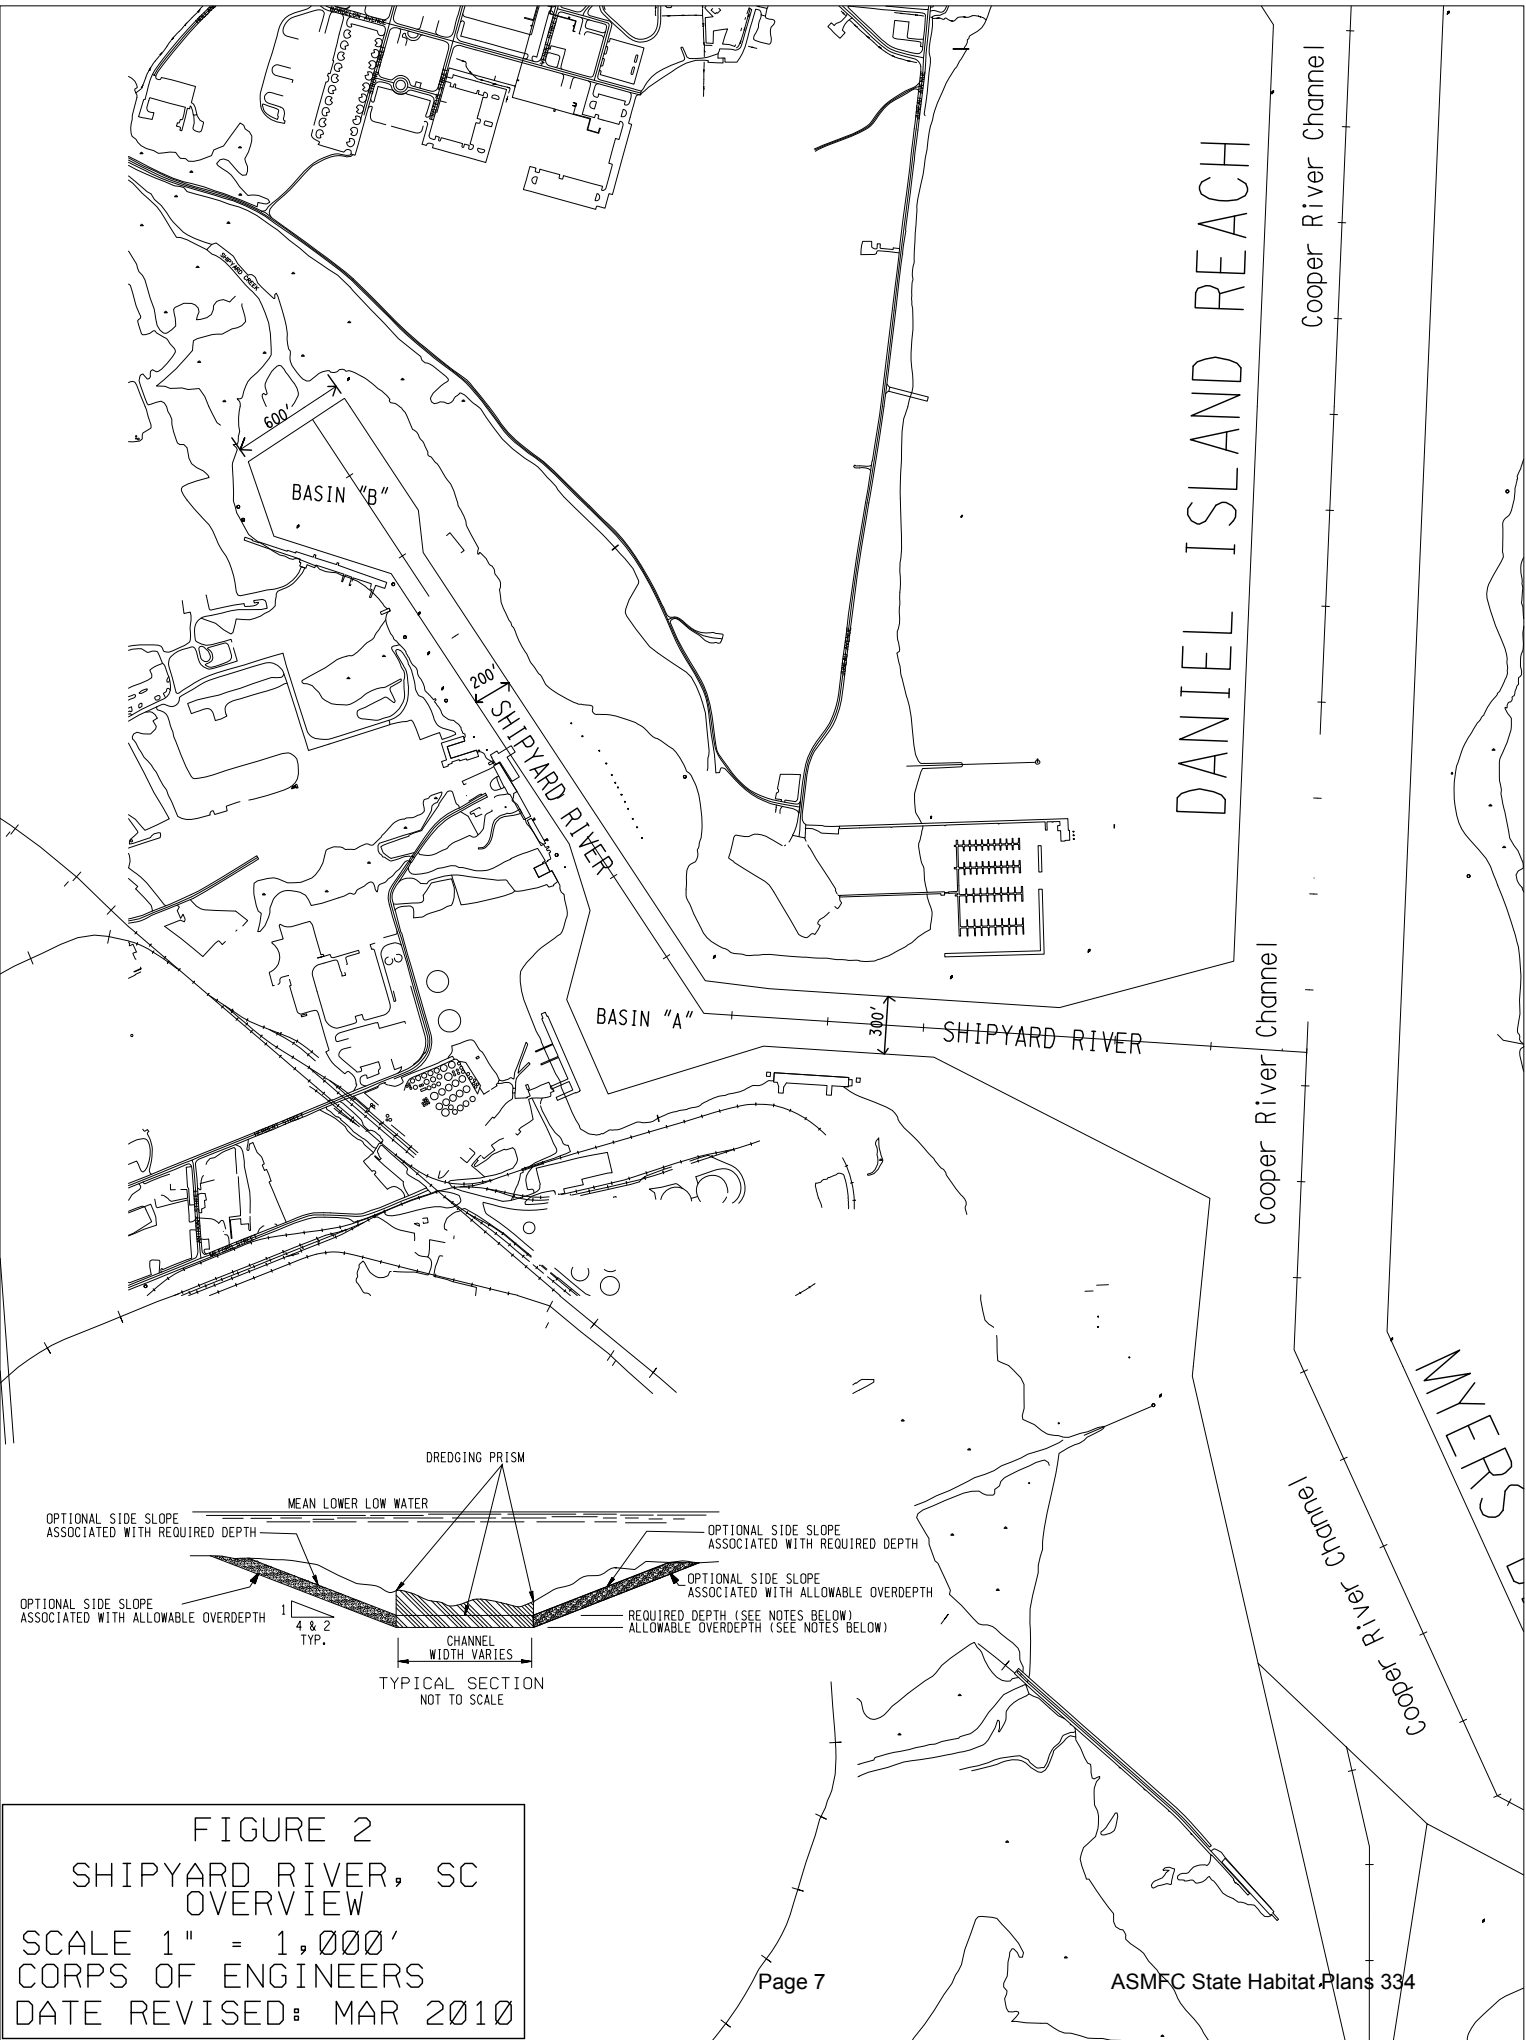 Cooper River Channel
DANIEL ISLAND REACH
SHIPYARD CREEK
600'
BASIN "B"
200'
SHIPYARD RIVER
BASIN "A"
300'
SHIPYARD RIVER
Cooper River Channel
MYERS
Cooper River Channel
DREDGING PRISM
MEAN LOWER LOW WATER
OPTIONAL SIDE SLOPE
ASSOCIATED WITH REQUIRED DEPTH
OPTIONAL SIDE SLOPE
ASSOCIATED WITH REQUIRED DEPTH
OPTIONAL SIDE SLOPE
ASSOCIATED WITH ALLOWABLE OVERDEPTH
OPTIONAL SIDE SLOPE
ASSOCIATED WITH ALLOWABLE OVERDEPTH
1
4 & 2
TYP.
REQUIRED DEPTH (SEE NOTES BELOW)
ALLOWABLE OVERDEPTH (SEE NOTES BELOW)
CHANNEL
WIDTH VARIES
TYPICAL SECTION
NOT TO SCALE
FIGURE 2
SHIPYARD RIVER, SC
OVERVIEW
SCALE 1" = 1,000'
CORPS OF ENGINEERS
DATE REVISED: MAR 2010
Page 7
ASMFC State Habitat Plans 334